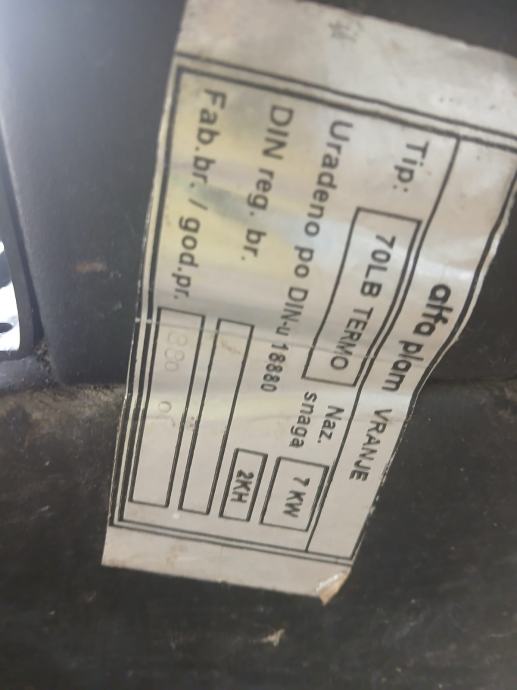 alfa plam VRANJE
Tip: 70LB TERMO Naz. snaga 7 KW
Urađeno po DIN-u 18880 2KH
DIN reg. br.
Fab.br. / god.pr.